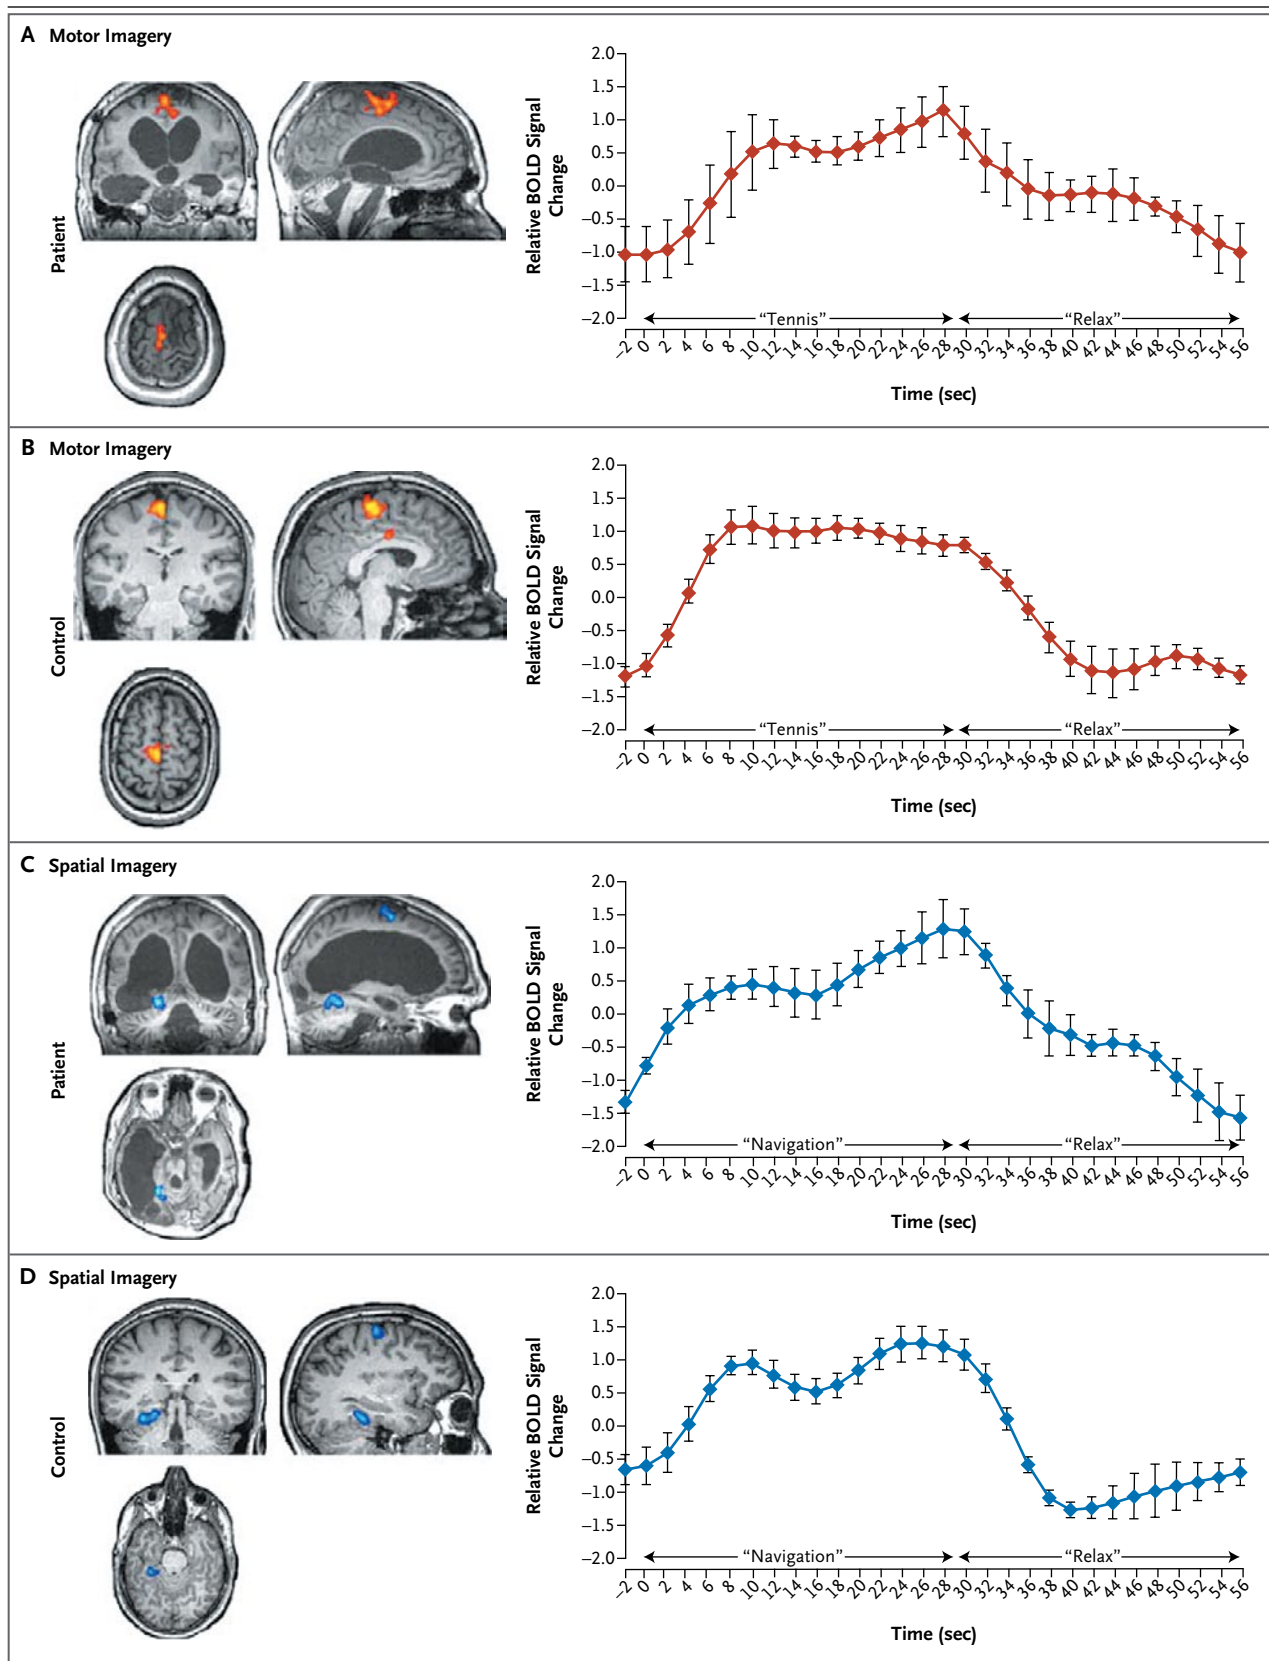 A Motor Imagery
Patient
Relative BOLD Signal
Change
2.0
1.5
1.0
0.5
0.0
−0.5
−1.0
−1.5
−2.0
“Tennis” “Relax”
−2 0 2 4 6 8 10 12 14 16 18 20 22 24 26 28 30 32 34 36 38 40 42 44 46 48 50 52 54 56
Time (sec)
B Motor Imagery
Control
Relative BOLD Signal
Change
2.0
1.5
1.0
0.5
0.0
−0.5
−1.0
−1.5
−2.0
“Tennis” “Relax”
−2 0 2 4 6 8 10 12 14 16 18 20 22 24 26 28 30 32 34 36 38 40 42 44 46 48 50 52 54 56
Time (sec)
C Spatial Imagery
Patient
Relative BOLD Signal
Change
2.0
1.5
1.0
0.5
0.0
−0.5
−1.0
−1.5
−2.0
“Navigation” “Relax”
−2 0 2 4 6 8 10 12 14 16 18 20 22 24 26 28 30 32 34 36 38 40 42 44 46 48 50 52 54 56
Time (sec)
D Spatial Imagery
Control
Relative BOLD Signal
Change
2.0
1.5
1.0
0.5
0.0
−0.5
−1.0
−1.5
−2.0
“Navigation” “Relax”
−2 0 2 4 6 8 10 12 14 16 18 20 22 24 26 28 30 32 34 36 38 40 42 44 46 48 50 52 54 56
Time (sec)